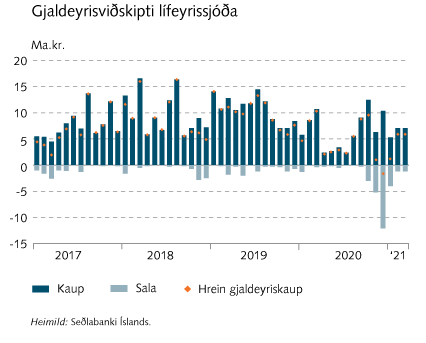 Gjaldeyrisviðskipti lífeyrissjóða
Ma.kr.
20
15
10
5
0
-5
-10
-15
2017 2018 2019 2020 '21
Kaup Sala Hrein gjaldeyriskaup
Heimild: Seðlabanki Íslands.